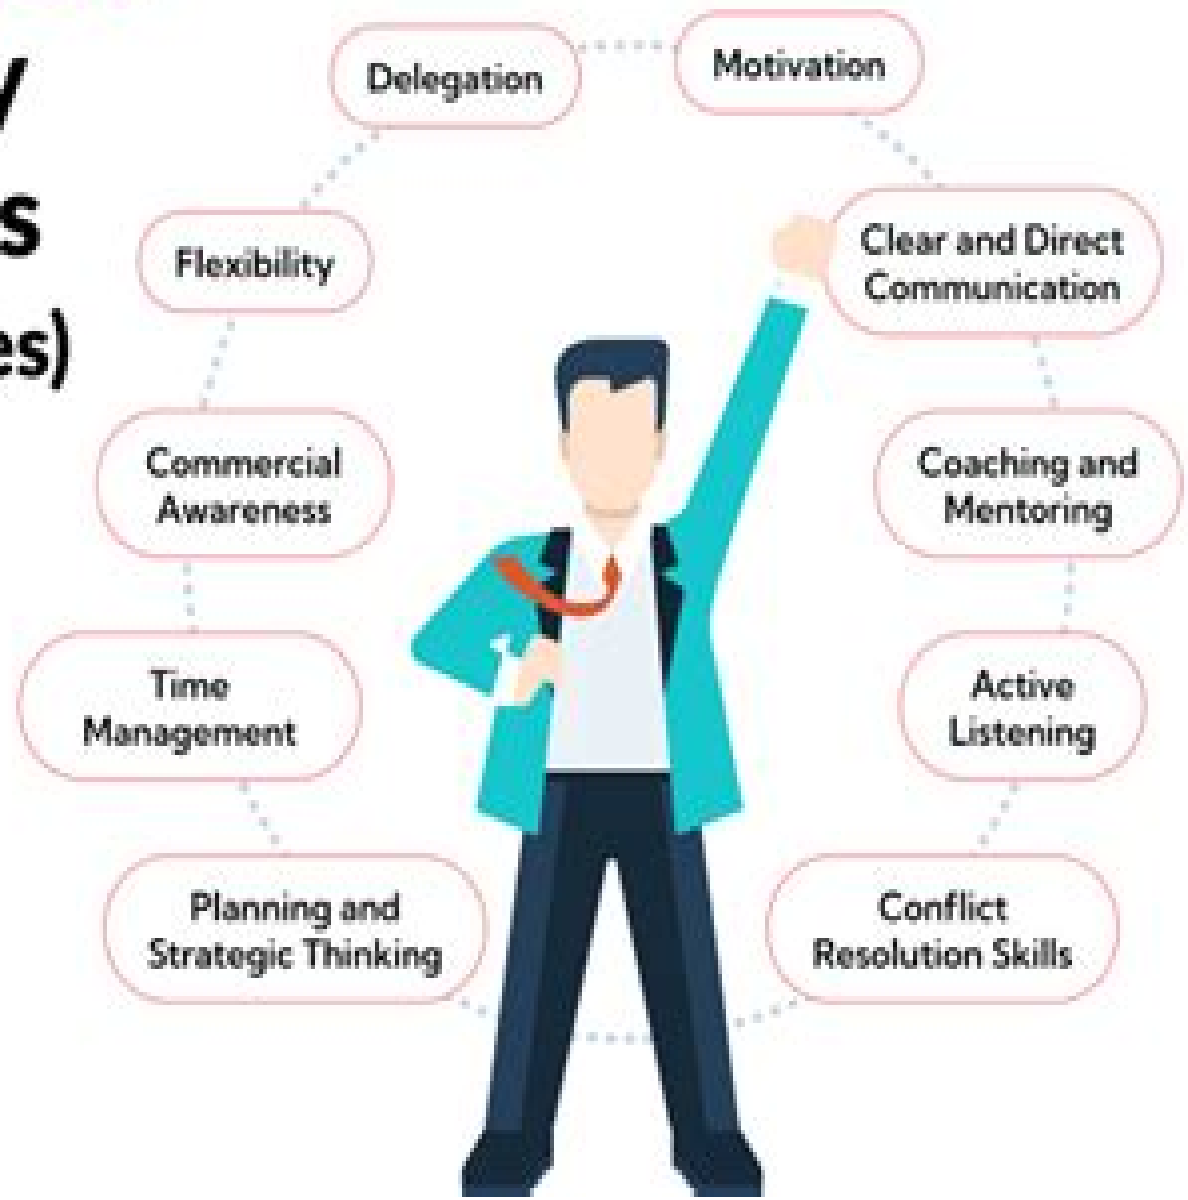 y
s
es)
Delegation
Motivation
Flexibility
Clear and Direct
Communication
Commercial
Awareness
Coaching and
Mentoring
Time
Management
Active
Listening
Planning and
Strategic Thinking
Conflict
Resolution Skills